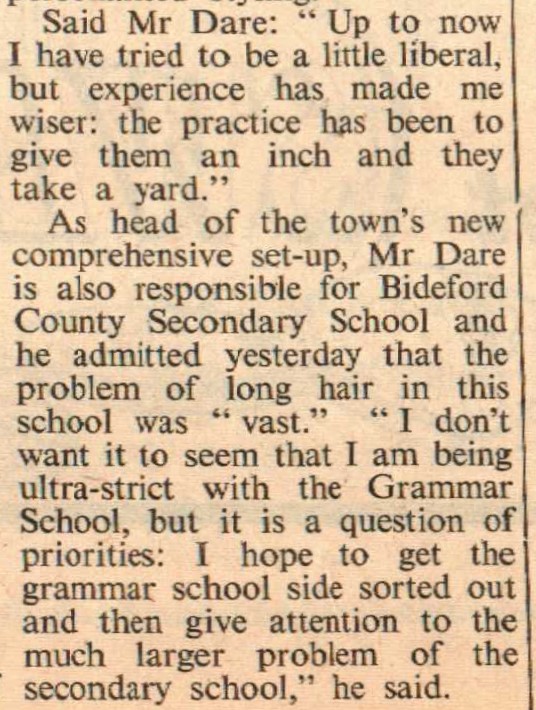 Said Mr Dare: “ Up to now
I have tried to be a little liberal,
but experience has made me
wiser: the practice has been to
give them an inch and they
take a yard.”
As head of the town’s new
comprehensive set-up, Mr Dare
is also responsible for Bideford
County Secondary School and
he admitted yesterday that the
problem of long hair in this
school was “ vast.” “ I don’t
want it to seem that I am being
ultra-strict with the Grammar
School, but it is a question of
priorities: I hope to get the
grammar school side sorted out
and then give attention to the
much larger problem of the
secondary school,” he said.